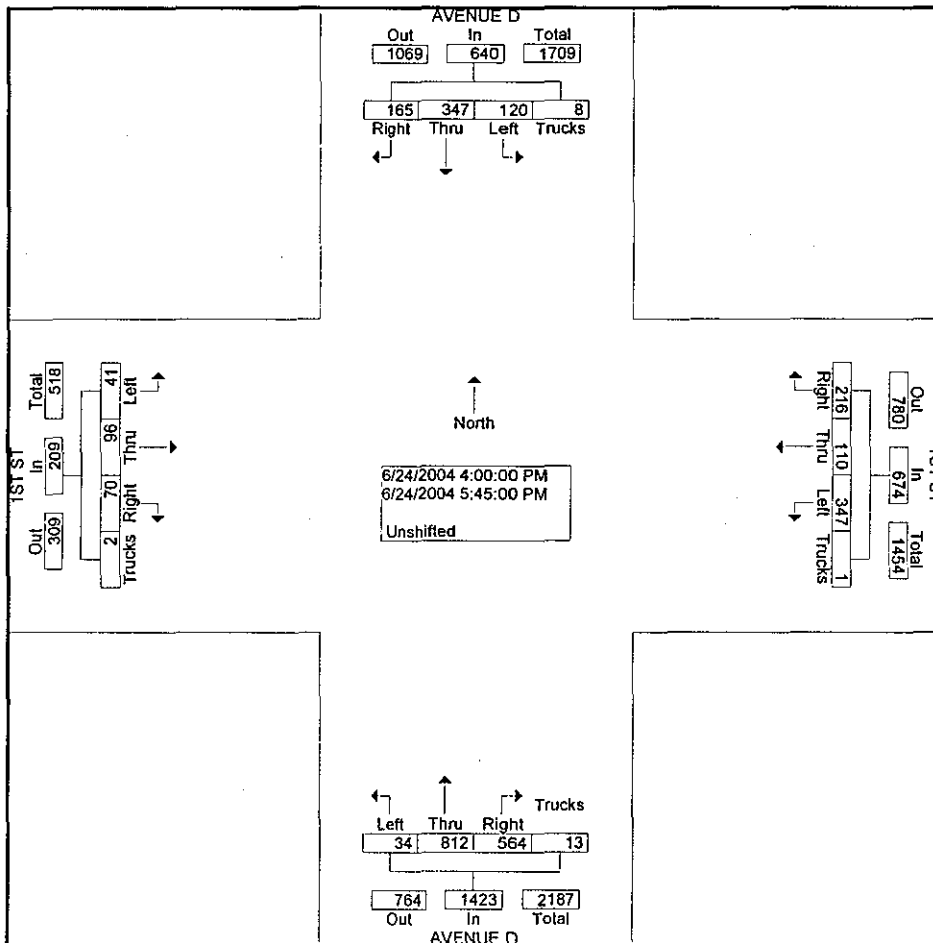 AVENUE D
Out In Total
1069 640 1709
165 347 120 8
Right Thru Left Trucks
1ST ST
Total In Out
518 209 309
41 96 70 2
Left Thru Right Trucks
North
6/24/2004 4:00:00 PM
6/24/2004 5:45:00 PM
Unshifted
Right Thru Left Trucks
216 110 347 1
780 674 1454
Out In Total
Left Thru Right Trucks
34 812 564 13
764 1423 2187
Out In Total
AVENUE D